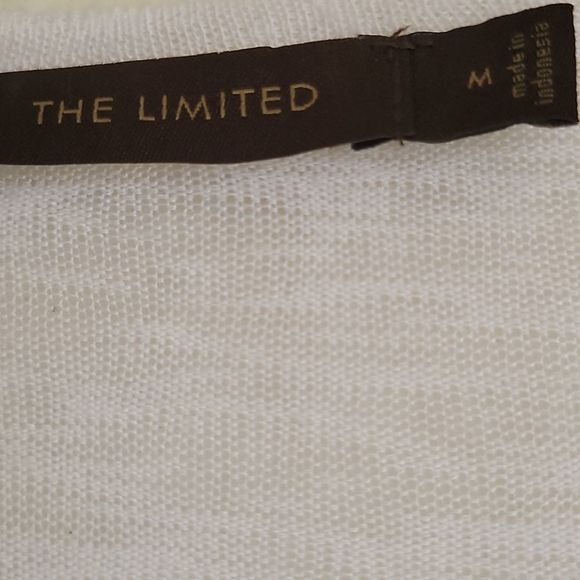 THE LIMITED
M
made in
indonesia